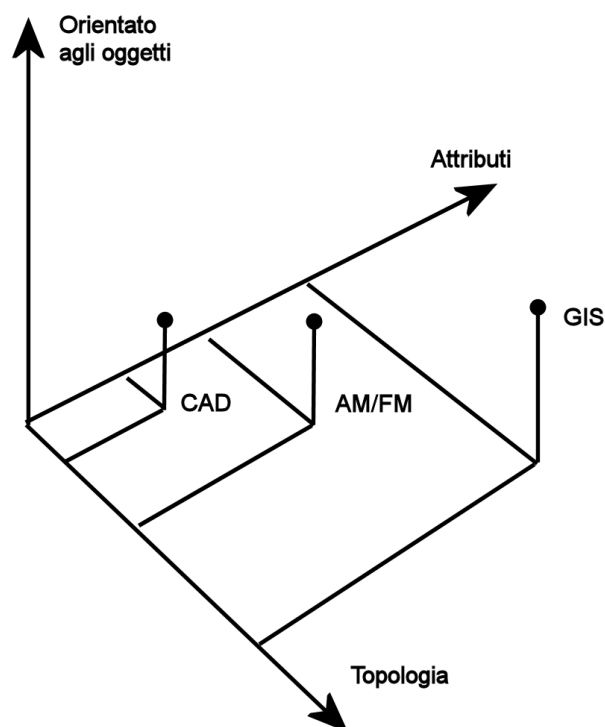 Orientato
agli oggetti
Attributi
GIS
CAD
AM/FM
Topologia